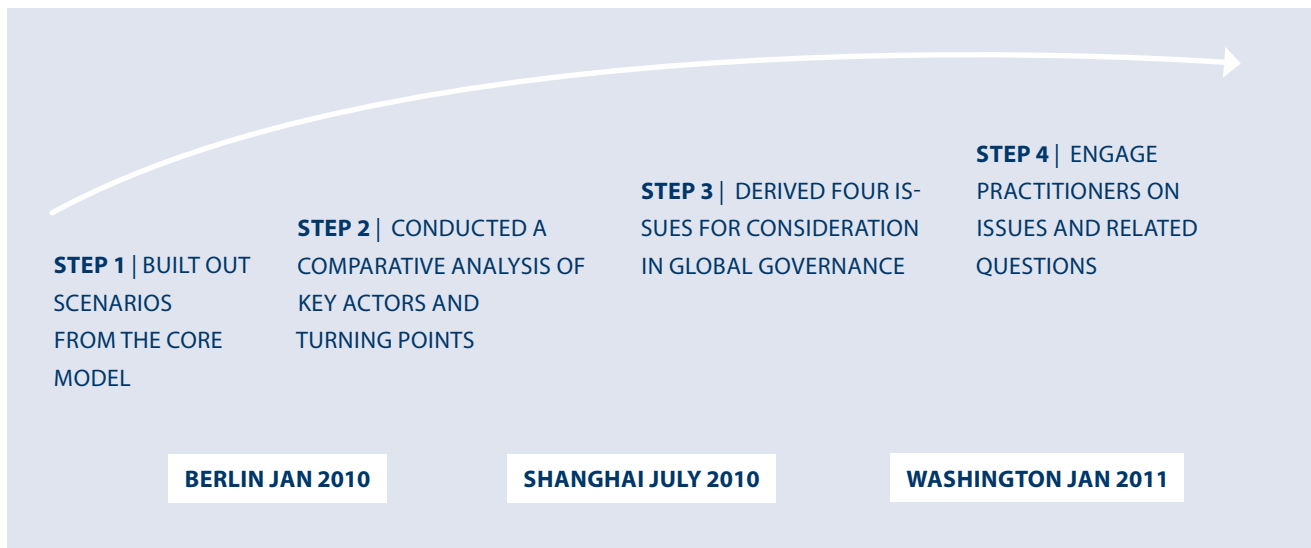 STEP 1 | BUILT OUT
SCENARIOS
FROM THE CORE
MODEL
STEP 2 | CONDUCTED A
COMPARATIVE ANALYSIS OF
KEY ACTORS AND
TURNING POINTS
STEP 3 | DERIVED FOUR IS-
SUES FOR CONSIDERATION
IN GLOBAL GOVERNANCE
STEP 4 | ENGAGE
PRACTITIONERS ON
ISSUES AND RELATED
QUESTIONS
BERLIN JAN 2010
SHANGHAI JULY 2010
WASHINGTON JAN 2011